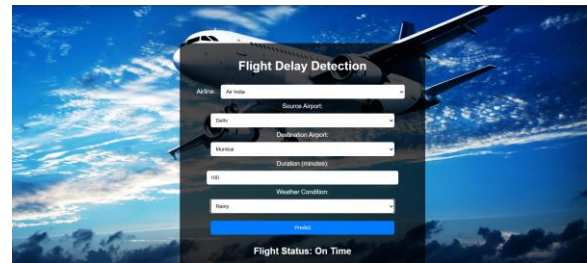 Flight Delay Detection
Airline: Air India
Source Airport:
Delhi
Destination Airport:
Mumbai
Duration (minutes):
100
Weather Condition:
Rainy
Predict
Flight Status: On Time